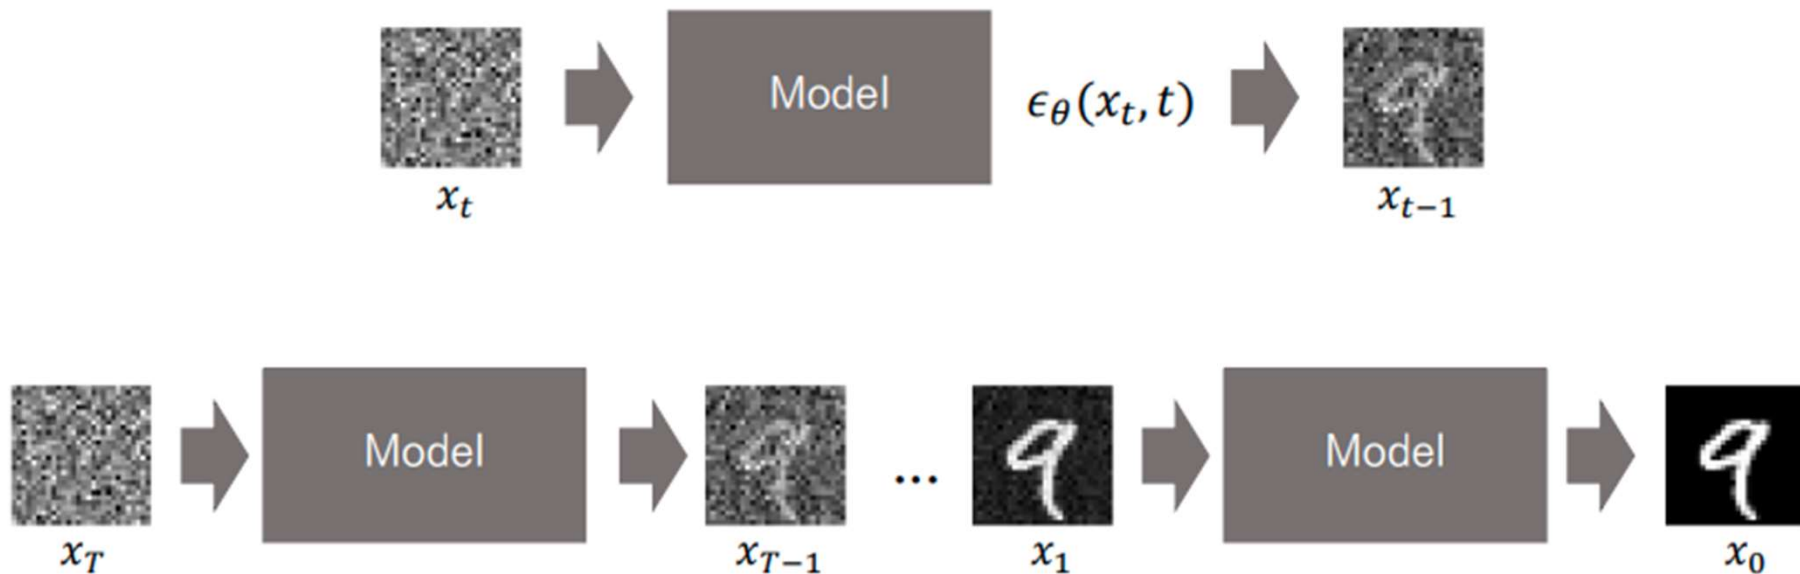 Model ϵ_θ(x_t, t)
x_t x_{t−1}
Model Model
...
x_T x_{T−1} x_1 x_0